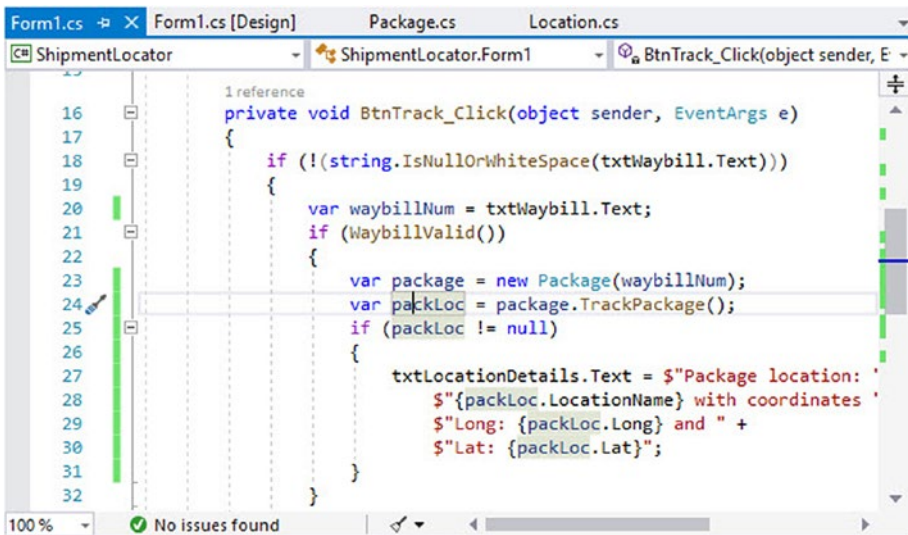 Form1.cs Form1.cs [Design] Package.cs Location.cs
C# ShipmentLocator ShipmentLocator.Form1 BtnTrack_Click(object sender, E
15
1 reference
16 private void BtnTrack_Click(object sender, EventArgs e)
17 {
18 if (!(string.IsNullOrWhiteSpace(txtWaybill.Text)))
19 {
20 var waybillNum = txtWaybill.Text;
21 if (WaybillValid())
22 {
23 var package = new Package(waybillNum);
24 var packLoc = package.TrackPackage();
25 if (packLoc != null)
26 {
27 txtLocationDetails.Text = $"Package location: "
28 $"{packLoc.LocationName} with coordinates "
29 $"Long: {packLoc.Long} and " +
30 $"Lat: {packLoc.Lat}";
31 }
32 }
100 % No issues found